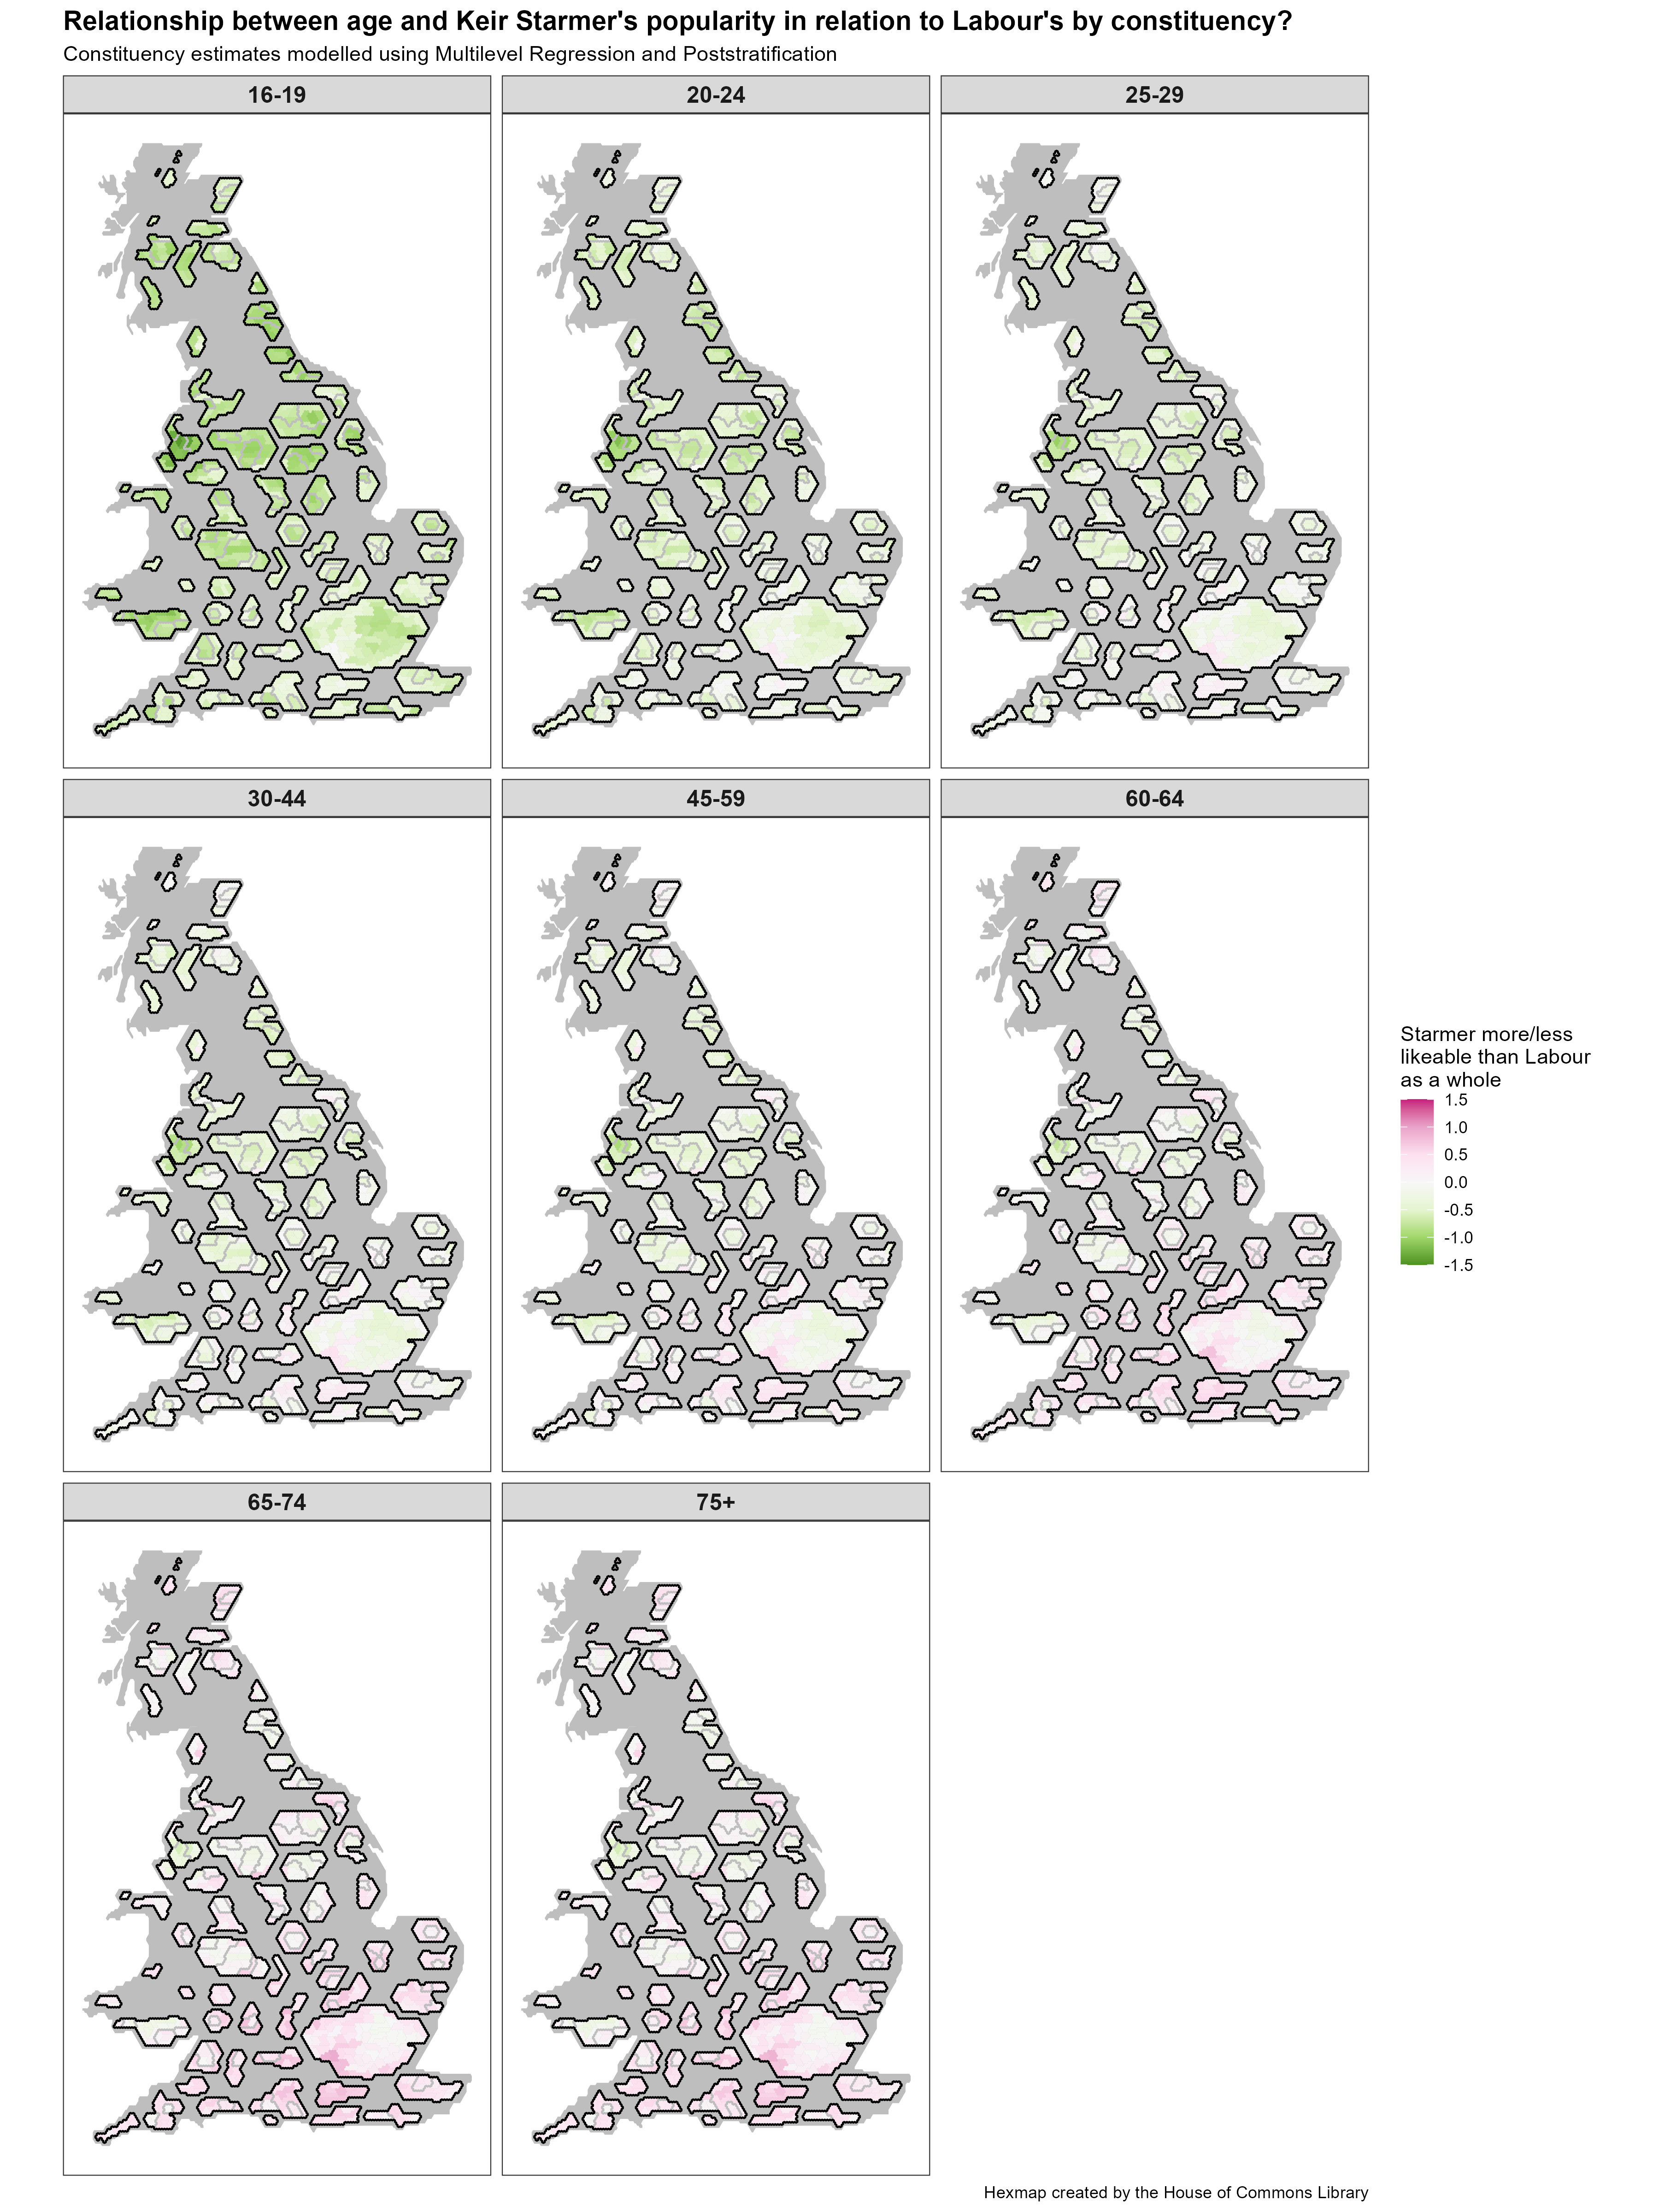 Relationship between age and Keir Starmer's popularity in relation to Labour's by constituency?
Constituency estimates modelled using Multilevel Regression and Poststratification
16-19
20-24
25-29
30-44
45-59
60-64
Starmer more/less
likeable than Labour
as a whole
1.5
1.0
0.5
0.0
-0.5
-1.0
-1.5
65-74
75+
Hexmap created by the House of Commons Library